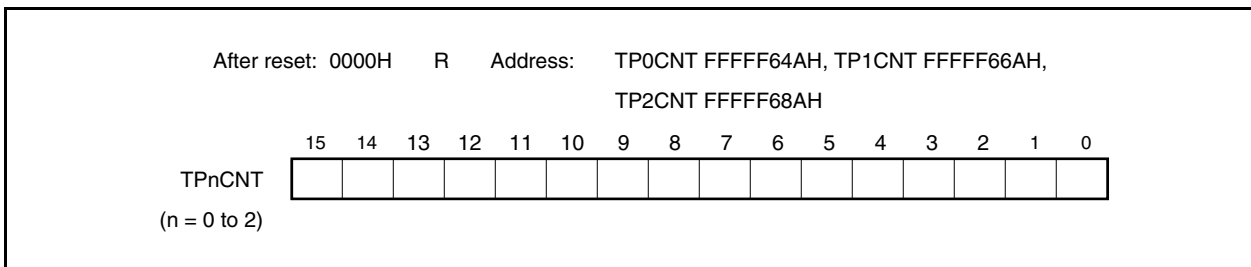 After reset: 0000H R Address: TP0CNT FFFFF64AH, TP1CNT FFFFF66AH,
TP2CNT FFFFF68AH
15 14 13 12 11 10 9 8 7 6 5 4 3 2 1 0
TPnCNT
(n = 0 to 2)